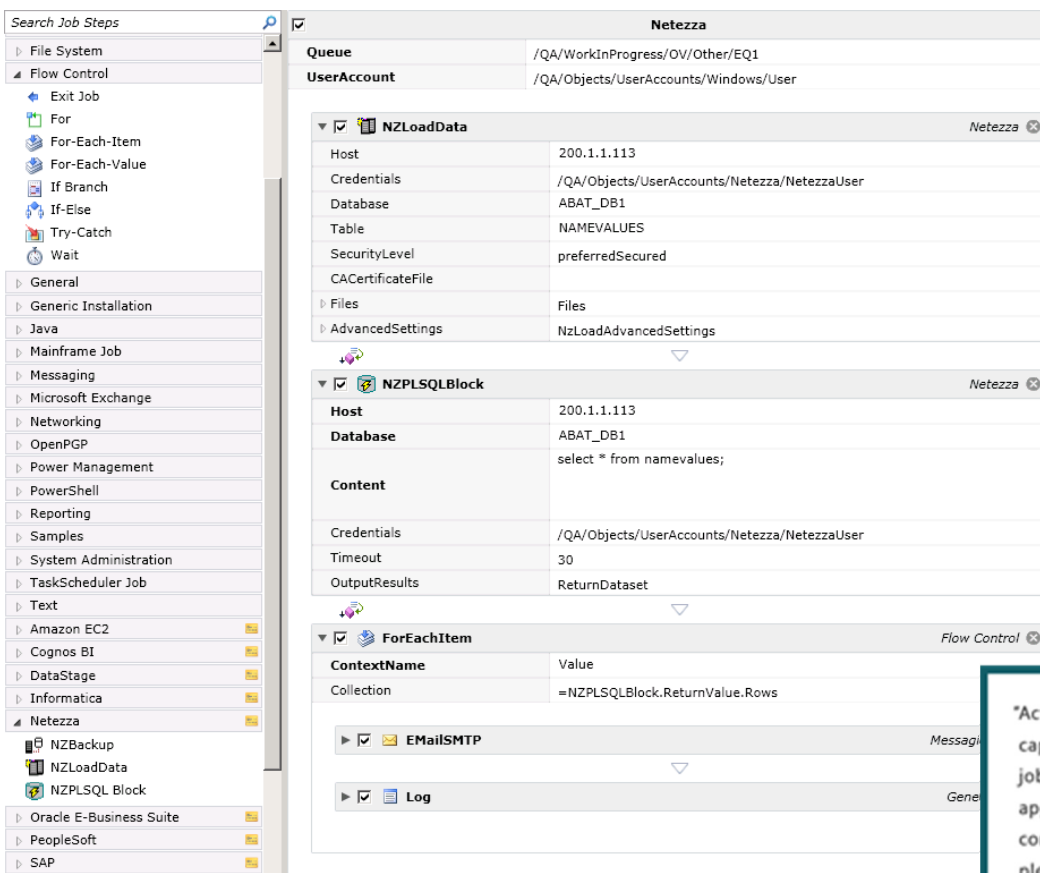 Search Job Steps
File System
Flow Control
Exit Job
For
For-Each-Item
For-Each-Value
If Branch
If-Else
Try-Catch
Wait
General
Generic Installation
Java
Mainframe Job
Messaging
Microsoft Exchange
Networking
OpenPGP
Power Management
PowerShell
Reporting
Samples
System Administration
TaskScheduler Job
Text
Amazon EC2
Cognos BI
DataStage
Informatica
Netezza
NZBackup
NZLoadData
NZPLSQL Block
Oracle E-Business Suite
PeopleSoft
SAP
Netezza
Queue /QA/WorkInProgress/OV/Other/EQ1
UserAccount /QA/Objects/UserAccounts/Windows/User
NZLoadData Netezza
Host 200.1.1.113
Credentials /QA/Objects/UserAccounts/Netezza/NetezzaUser
Database ABAT_DB1
Table NAMEVALUES
SecurityLevel preferredSecured
CACertificateFile
Files Files
AdvancedSettings NzLoadAdvancedSettings
NZPLSQLBlock Netezza
Host 200.1.1.113
Database ABAT_DB1
Content select * from namevalues;
Credentials /QA/Objects/UserAccounts/Netezza/NetezzaUser
Timeout 30
OutputResults ReturnDataset
ForEachItem Flow Control
ContextName Value
Collection =NZPLSQLBlock.ReturnValue.Rows
EMailSMTP
Log